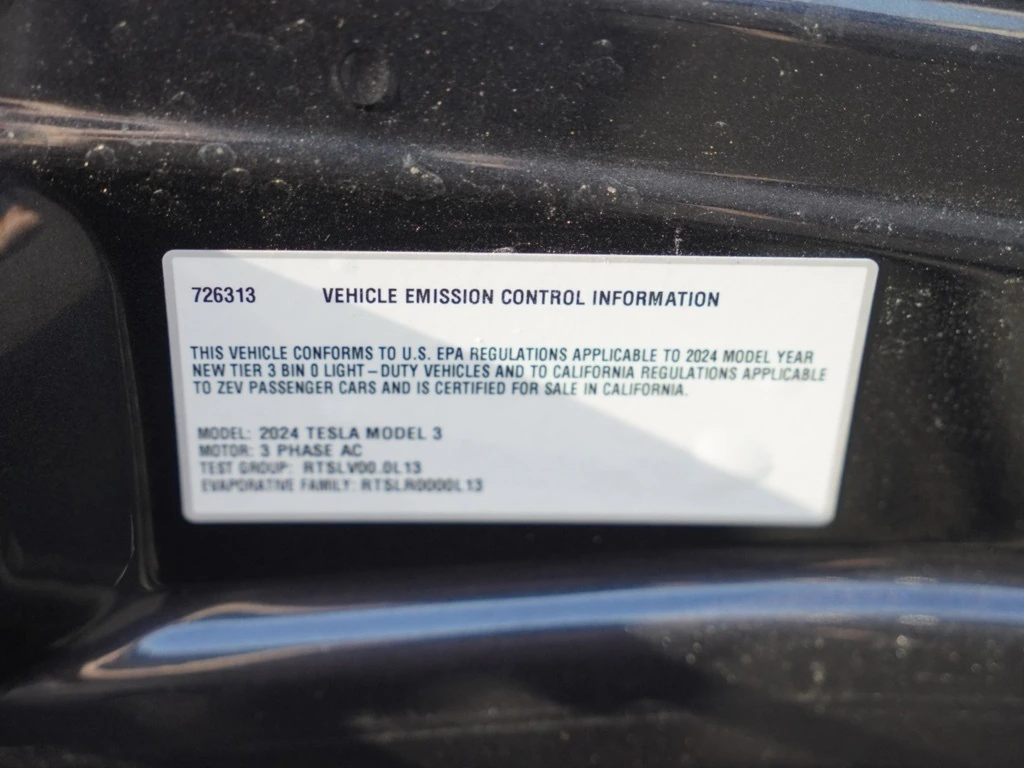 726313 VEHICLE EMISSION CONTROL INFORMATION
THIS VEHICLE CONFORMS TO U.S. EPA REGULATIONS APPLICABLE TO 2024 MODEL YEAR
NEW TIER 3 BIN 0 LIGHT – DUTY VEHICLES AND TO CALIFORNIA REGULATIONS APPLICABLE
TO ZEV PASSENGER CARS AND IS CERTIFIED FOR SALE IN CALIFORNIA.
MODEL: 2024 TESLA MODEL 3
MOTOR: 3 PHASE AC
TEST GROUP: RTSLV00.0L13
EVAPORATIVE FAMILY: RTSLR0000L13